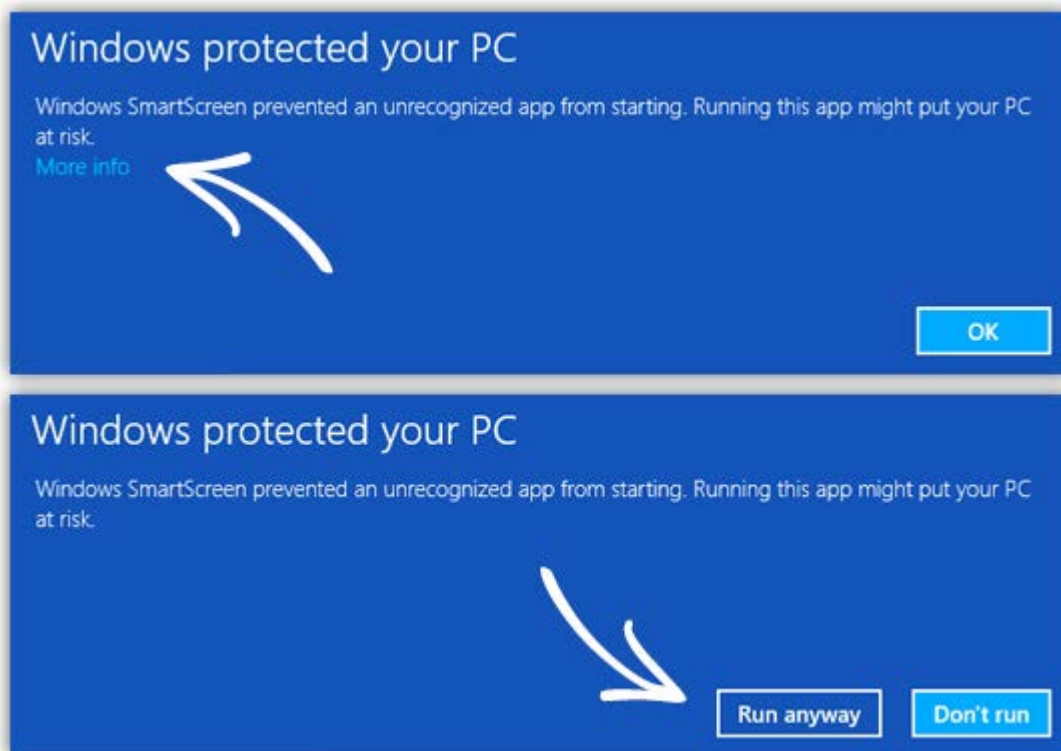 Windows protected your PC
Windows SmartScreen prevented an unrecognized app from starting. Running this app might put your PC
at risk.
More info
OK
Windows protected your PC
Windows SmartScreen prevented an unrecognized app from starting. Running this app might put your PC
at risk.
Run anyway Don't run